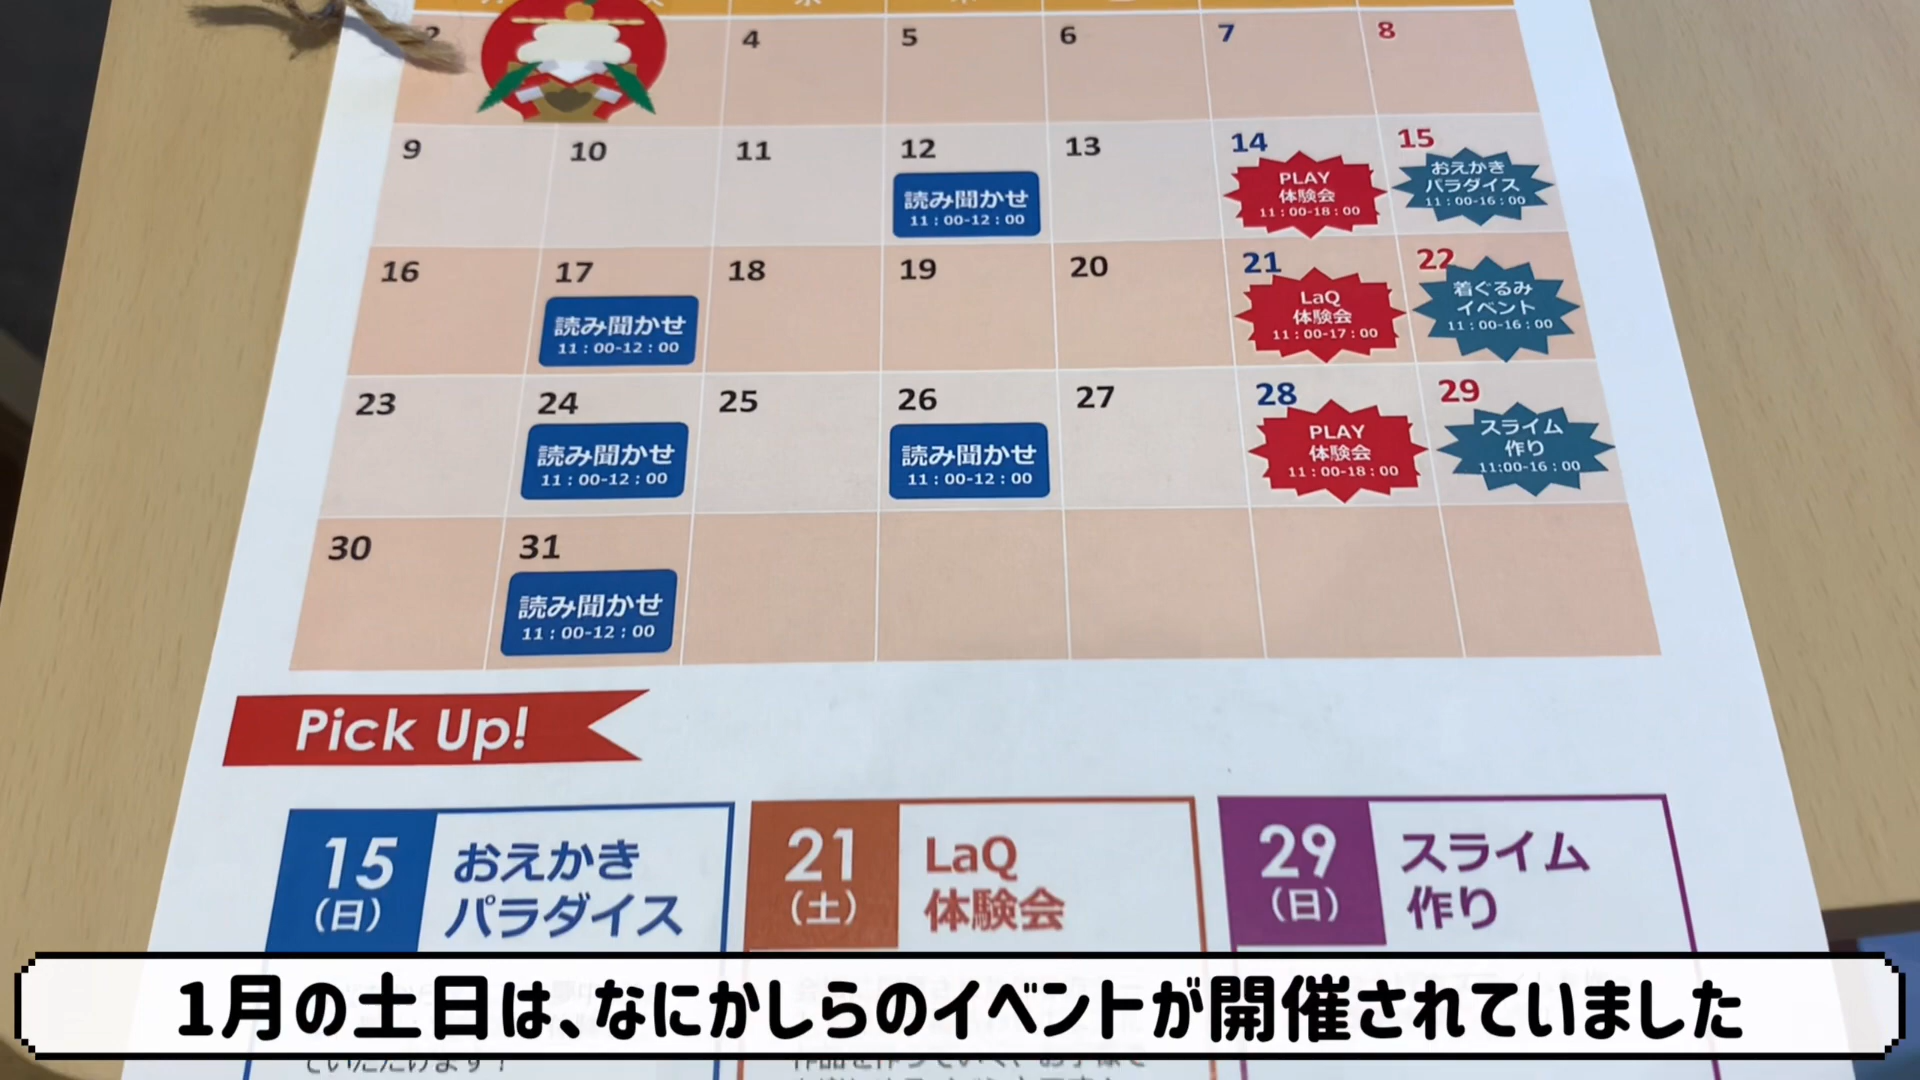 2 4 5 6 7 8
9 10 11 12 13 14 15
読み聞かせ
11：00-12：00
PLAY
体験会
11：00-18：00
おえかき
パラダイス
11：00-16：00
16 17 18 19 20 21 22
読み聞かせ
11：00-12：00
LaQ
体験会
11：00-17：00
着ぐるみ
イベント
11：00-16：00
23 24 25 26 27 28 29
読み聞かせ
11：00-12：00
読み聞かせ
11：00-12：00
PLAY
体験会
11：00-18：00
スライム
作り
11:00-16：00
30 31
読み聞かせ
11：00-12：00
Pick Up!
15
（日）
おえかき
パラダイス
21
（土）
LaQ
体験会
29
（日）
スライム
作り
1月の土日は、なにかしらのイベントが開催されていました
ていただけます！